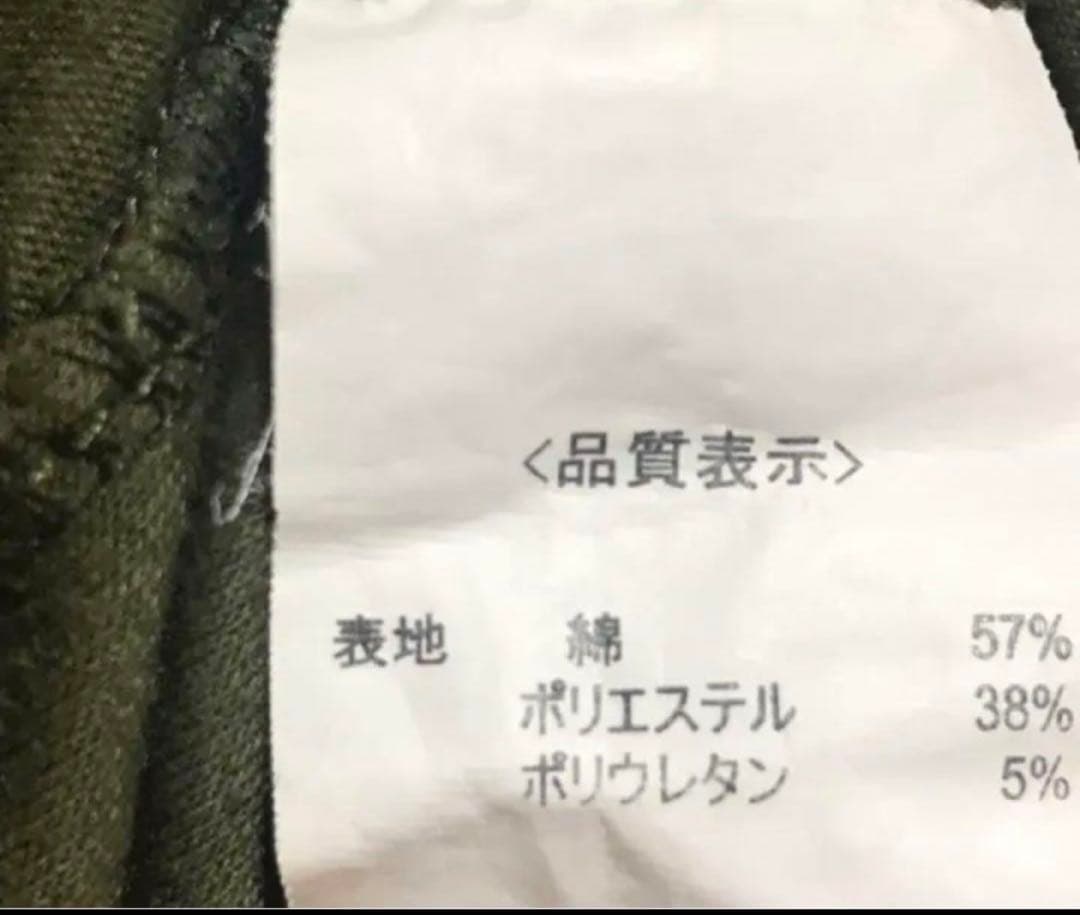 <品質表示>
表地 綿 57%
ポリエステル 38%
ポリウレタン 5%